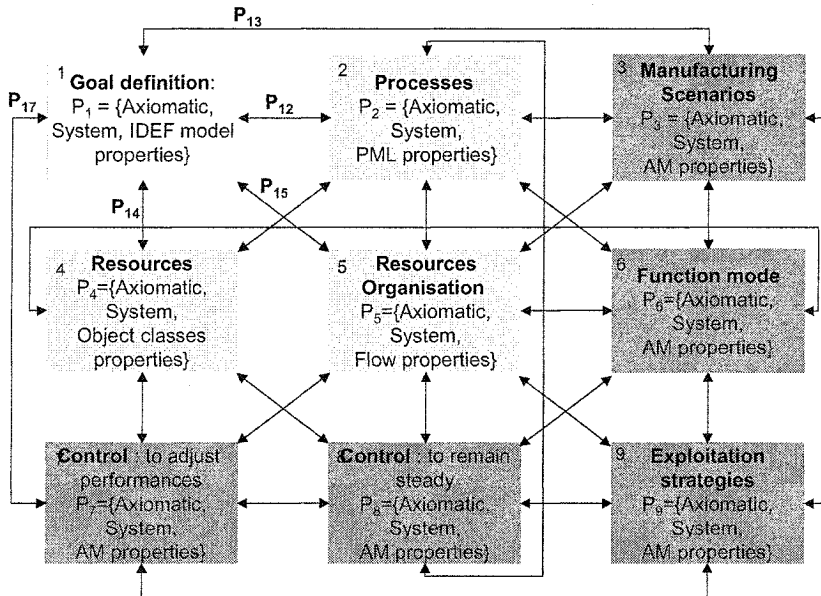 P13
1
Goal definition:
P1 = {Axiomatic,
System, IDEF model
properties}
P12
2
Processes
P2 = {Axiomatic,
System,
PML properties}
3
Manufacturing
Scenarios
P3 = {Axiomatic,
System,
AM properties}
P17
P14
P15
4
Resources
P4={Axiomatic,
System,
Object classes
properties}
5
Resources
Organisation
P5={Axiomatic,
System,
Flow properties}
6
Function mode
P6={Axiomatic,
System,
AM properties}
7
Control : to adjust
performances
P7={Axiomatic,
System,
AM properties}
8
Control : to remain
steady
P8={Axiomatic,
System,
AM properties}
9
Exploitation
strategies
P9={Axiomatic,
System,
AM properties}